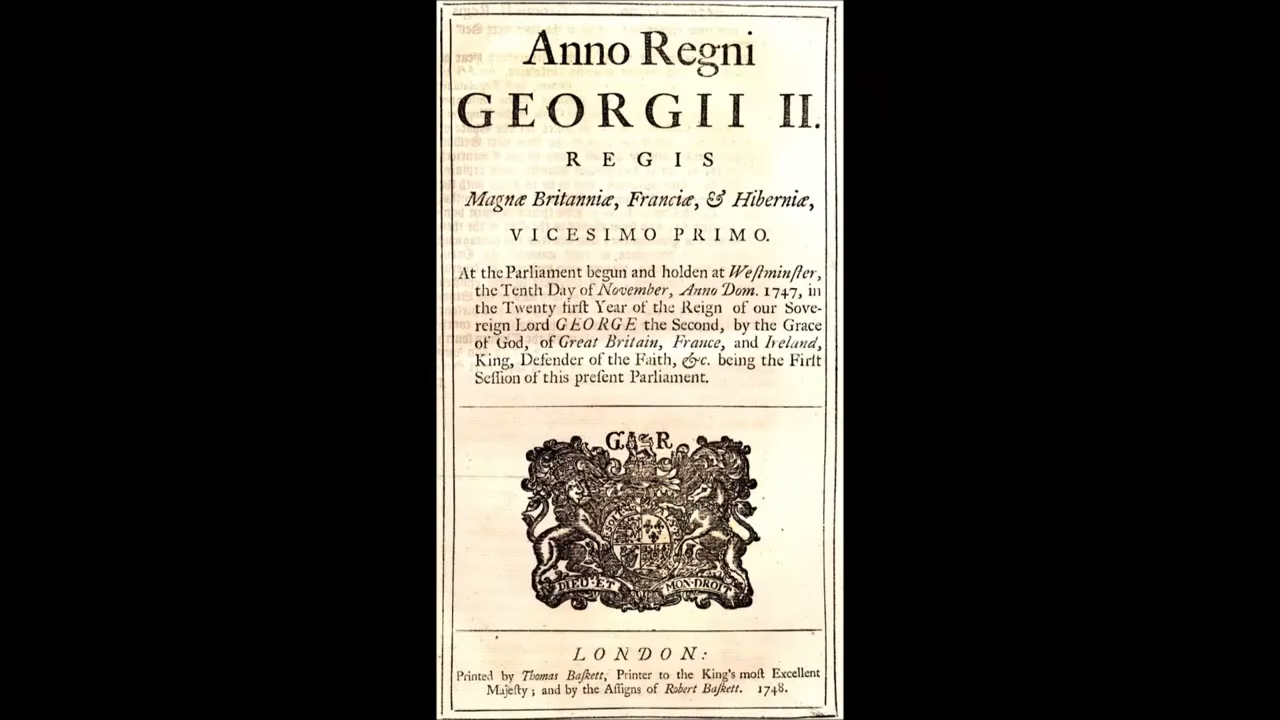 Anno Regni
GEORGII II.
REGIS
Magnæ Britanniæ, Franciæ, & Hiberniæ,
VICESIMO PRIMO.
At the Parliament begun and holden at Weſtminſter,
the Tenth Day of November, Anno Dom. 1747, in
the Twenty firſt Year of the Reign of our Sove-
reign Lord GEORGE the Second, by the Grace
of God, of Great Britain, France, and Ireland,
King, Defender of the Faith, &c. being the Firſt
Seſſion of this preſent Parliament.
G R
DIEU·ET MON·DROIT
LONDON:
Printed by Thomas Baſkett, Printer to the King's moſt Excellent
Majeſty; and by the Aſſigns of Robert Baſkett. 1748.